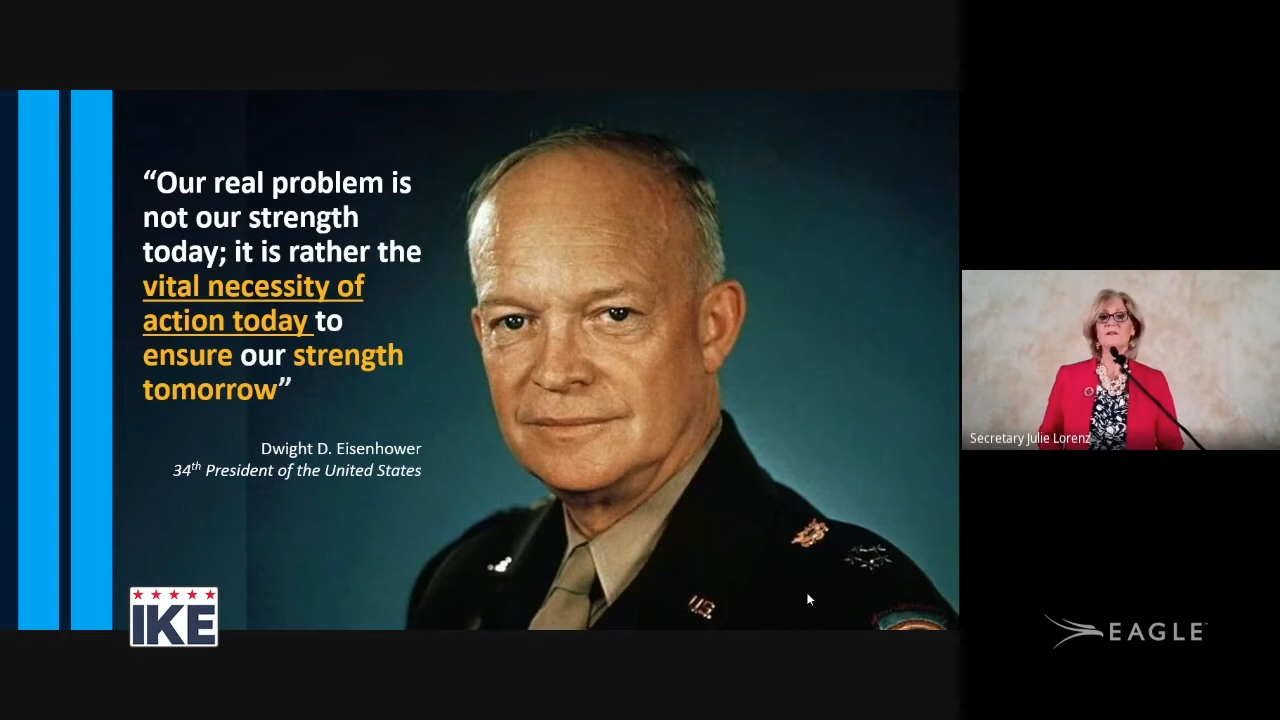 “Our real problem is
not our strength
today; it is rather the
vital necessity of
action today to
ensure our strength
tomorrow”
Dwight D. Eisenhower
34th President of the United States
IKE
U.S.
Secretary Julie Lorenz
EAGLE